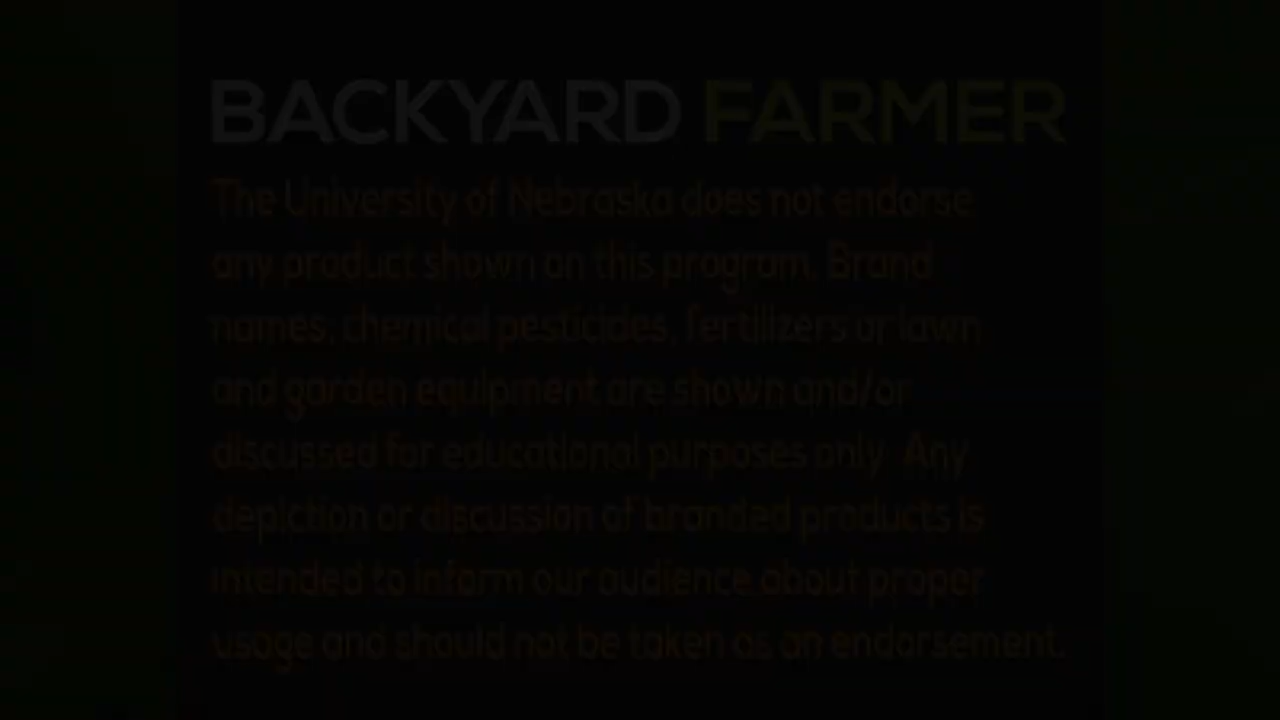 BACKYARD FARMER
The University of Nebraska does not endorse
any product shown on this program. Brand
names, chemical pesticides, fertilizers or lawn
and garden equipment are shown and/or
discussed for educational purposes only. Any
depiction or discussion of branded products is
intended to inform our audience about proper
usage and should not be taken as an endorsement.